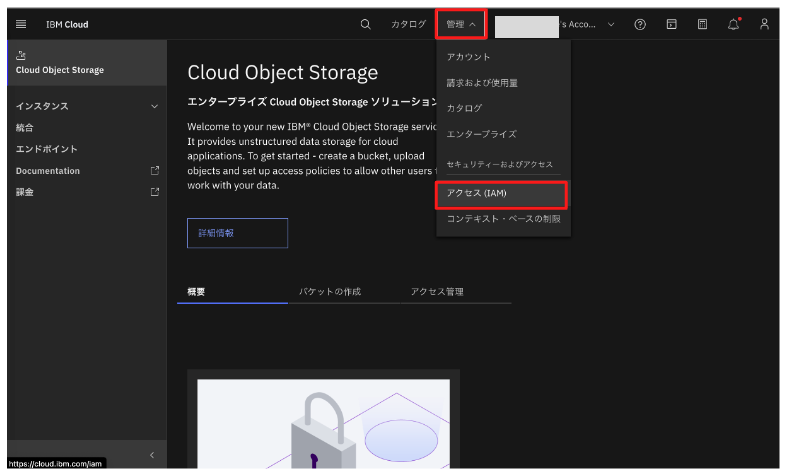 IBM Cloud
カタログ
管理
's Acco...
Cloud Object Storage
インスタンス
統合
エンドポイント
Documentation
課金
Cloud Object Storage
エンタープライズ Cloud Object Storage ソリューション
Welcome to your new IBM® Cloud Object Storage servic
It provides unstructured data storage for cloud
applications. To get started - create a bucket, upload
objects and set up access policies to allow other users t
work with your data.
詳細情報
概要
バケットの作成
アクセス管理
アカウント
請求および使用量
カタログ
エンタープライズ
セキュリティーおよびアクセス
アクセス (IAM)
コンテキスト・ベースの制限
https://cloud.ibm.com/iam